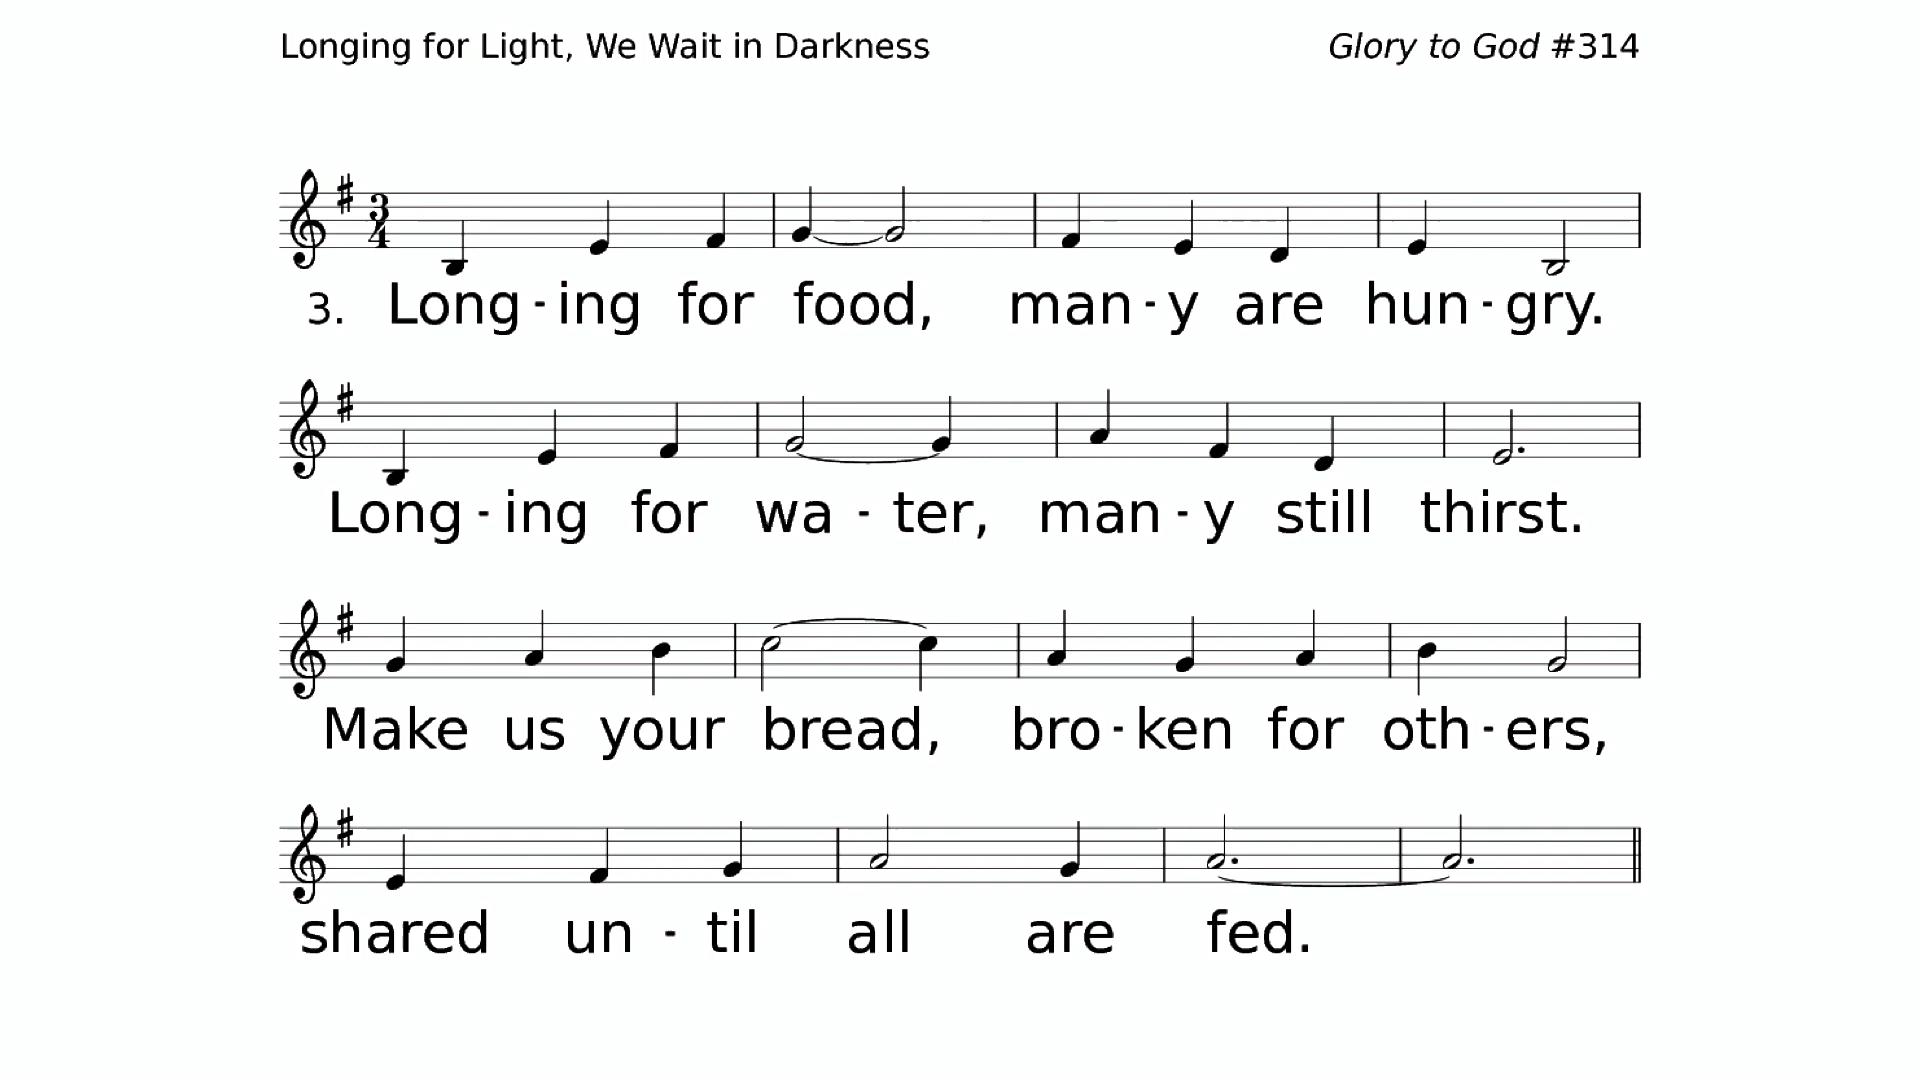 Longing for Light, We Wait in Darkness Glory to God #314
3. Long - ing for food, man - y are hun - gry.
Long - ing for wa - ter, man - y still thirst.
Make us your bread, bro - ken for oth - ers,
shared un - til all are fed.